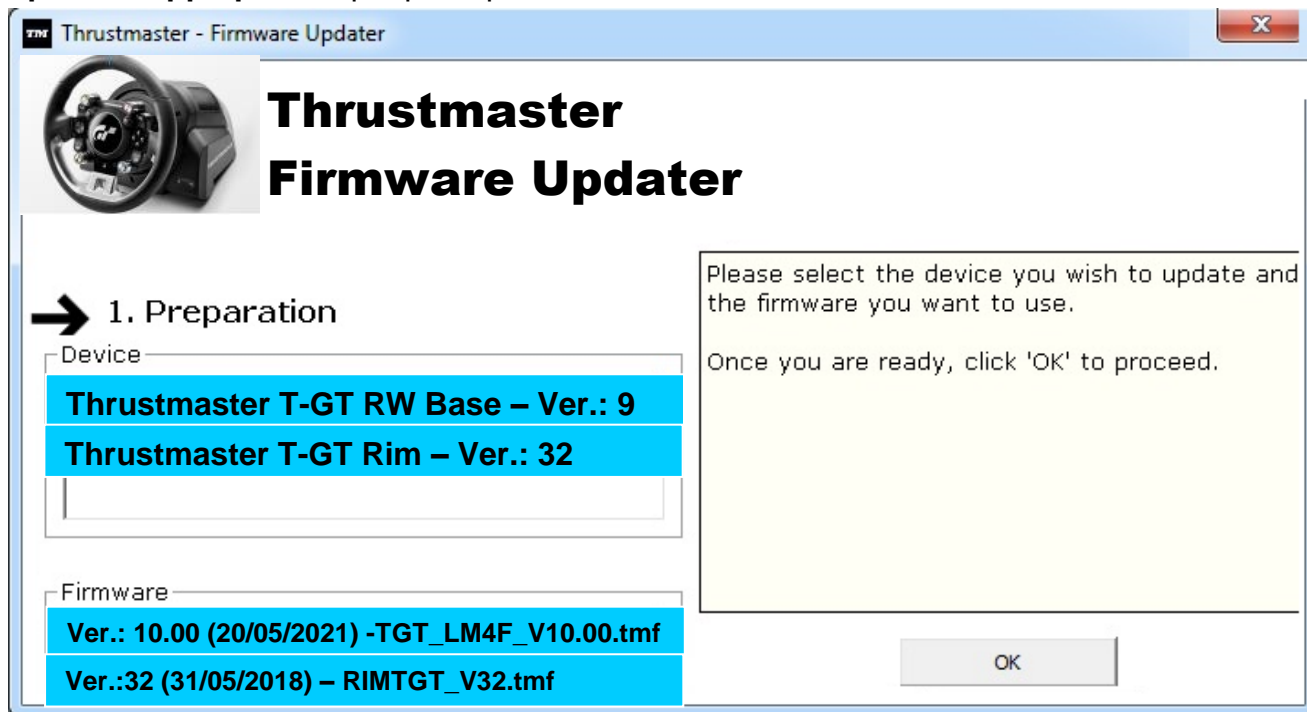 Thrustmaster - Firmware Updater
Thrustmaster
Firmware Updater
1. Preparation
Device
Thrustmaster T-GT RW Base – Ver.: 9
Thrustmaster T-GT Rim – Ver.: 32
Firmware
Ver.: 10.00 (20/05/2021) -TGT_LM4F_V10.00.tmf
Ver.:32 (31/05/2018) – RIMTGT_V32.tmf
Please select the device you wish to update and
the firmware you want to use.
Once you are ready, click 'OK' to proceed.
OK